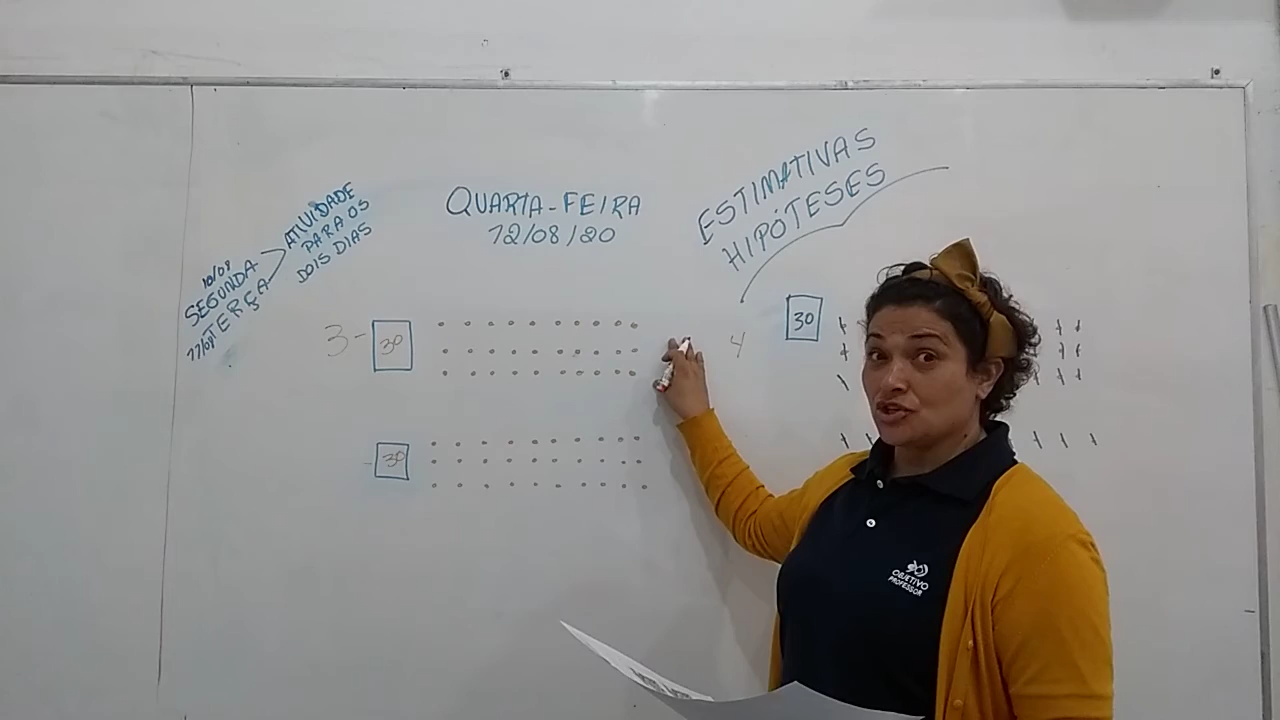 10/08
SEGUNDA
11/08 TERÇA
ATIVIDADE
PARA OS
DOIS DIAS
QUARTA-FEIRA
12/08/20
ESTIMATIVAS
HIPÓTESES
3- 30
30
4
30
OBJETIVO
PROFESSOR